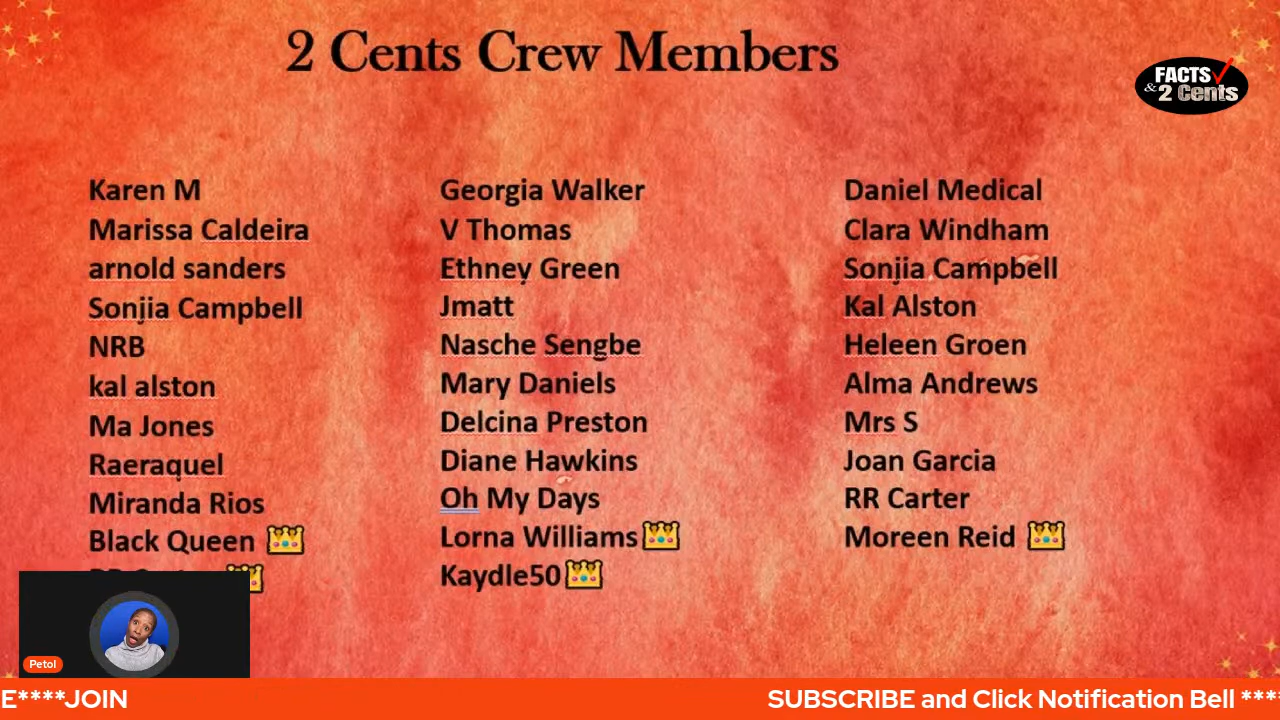 2 Cents Crew Members
FACTS
& 2 Cents
Karen M
Marissa Caldeira
arnold sanders
Sonjia Campbell
NRB
kal alston
Ma Jones
Raeraquel
Miranda Rios
Black Queen
Georgia Walker
V Thomas
Ethney Green
Jmatt
Nasche Sengbe
Mary Daniels
Delcina Preston
Diane Hawkins
Oh My Days
Lorna Williams
Kaydle50
Daniel Medical
Clara Windham
Sonjia Campbell
Kal Alston
Heleen Groen
Alma Andrews
Mrs S
Joan Garcia
RR Carter
Moreen Reid
Petol
E****JOIN SUBSCRIBE and Click Notification Bell ***